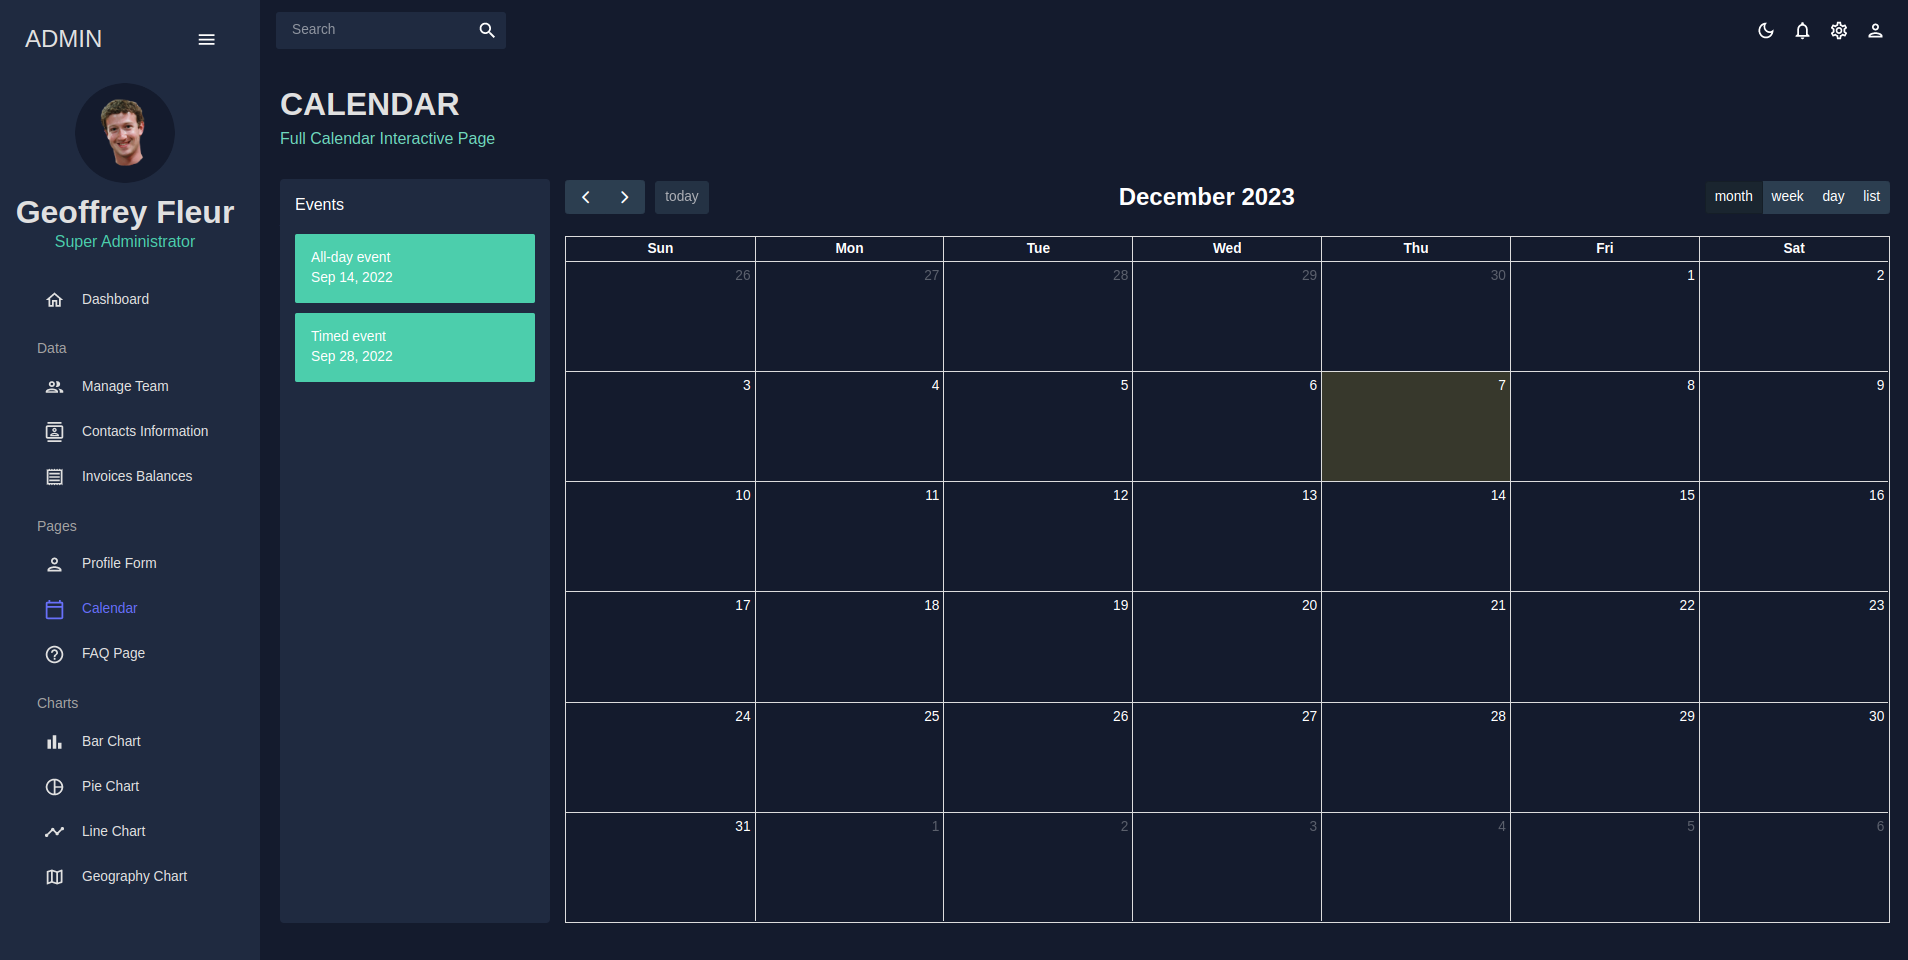 ADMIN
Geoffrey Fleur
Super Administrator
Dashboard
Data
Manage Team
Contacts Information
Invoices Balances
Pages
Profile Form
Calendar
FAQ Page
Charts
Bar Chart
Pie Chart
Line Chart
Geography Chart
Search
CALENDAR
Full Calendar Interactive Page
Events
All-day event
Sep 14, 2022
Timed event
Sep 28, 2022
today
December 2023
month week day list
Sun Mon Tue Wed Thu Fri Sat
26 27 28 29 30 1 2
3 4 5 6 7 8 9
10 11 12 13 14 15 16
17 18 19 20 21 22 23
24 25 26 27 28 29 30
31 1 2 3 4 5 6